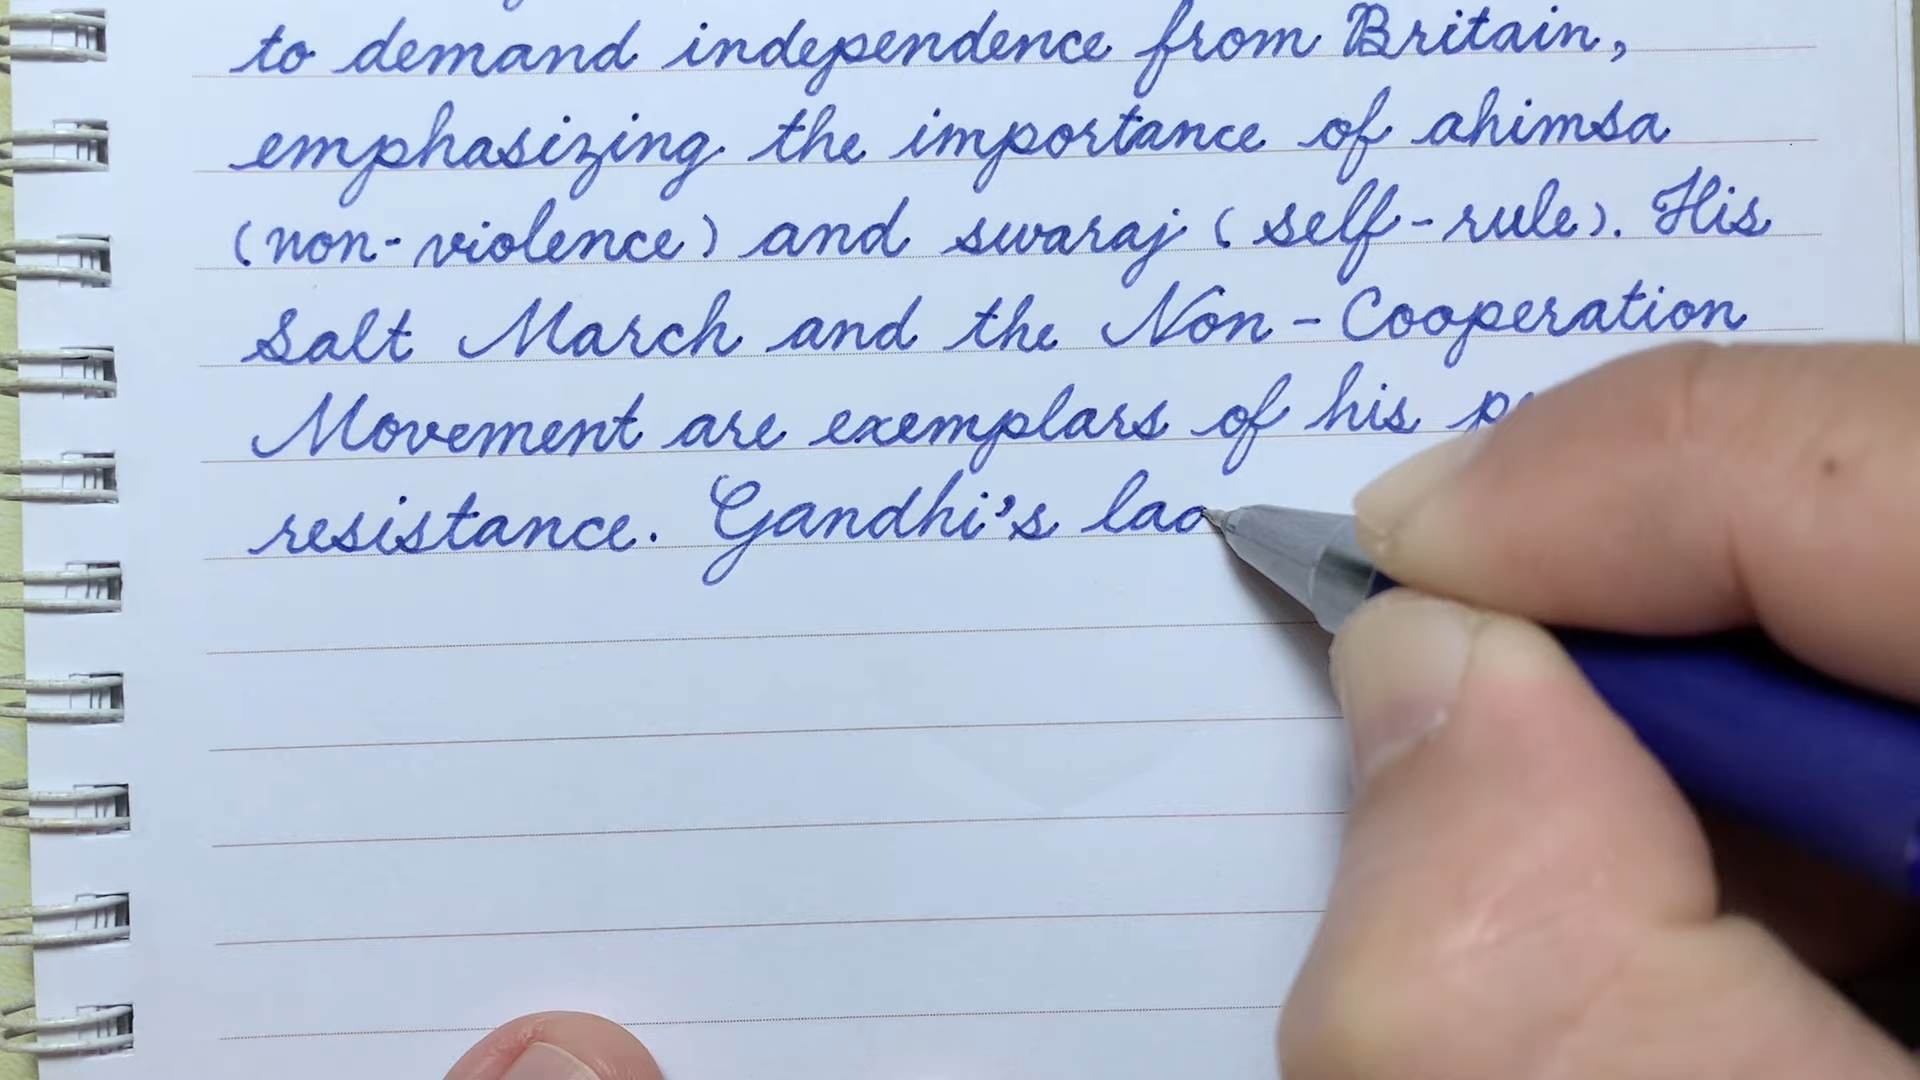 to demand independence from Britain,
emphasizing the importance of ahimsa
(non-violence) and swaraj (self-rule). His
Salt March and the Non-Cooperation
Movement are exemplars of his
resistance. Gandhi's